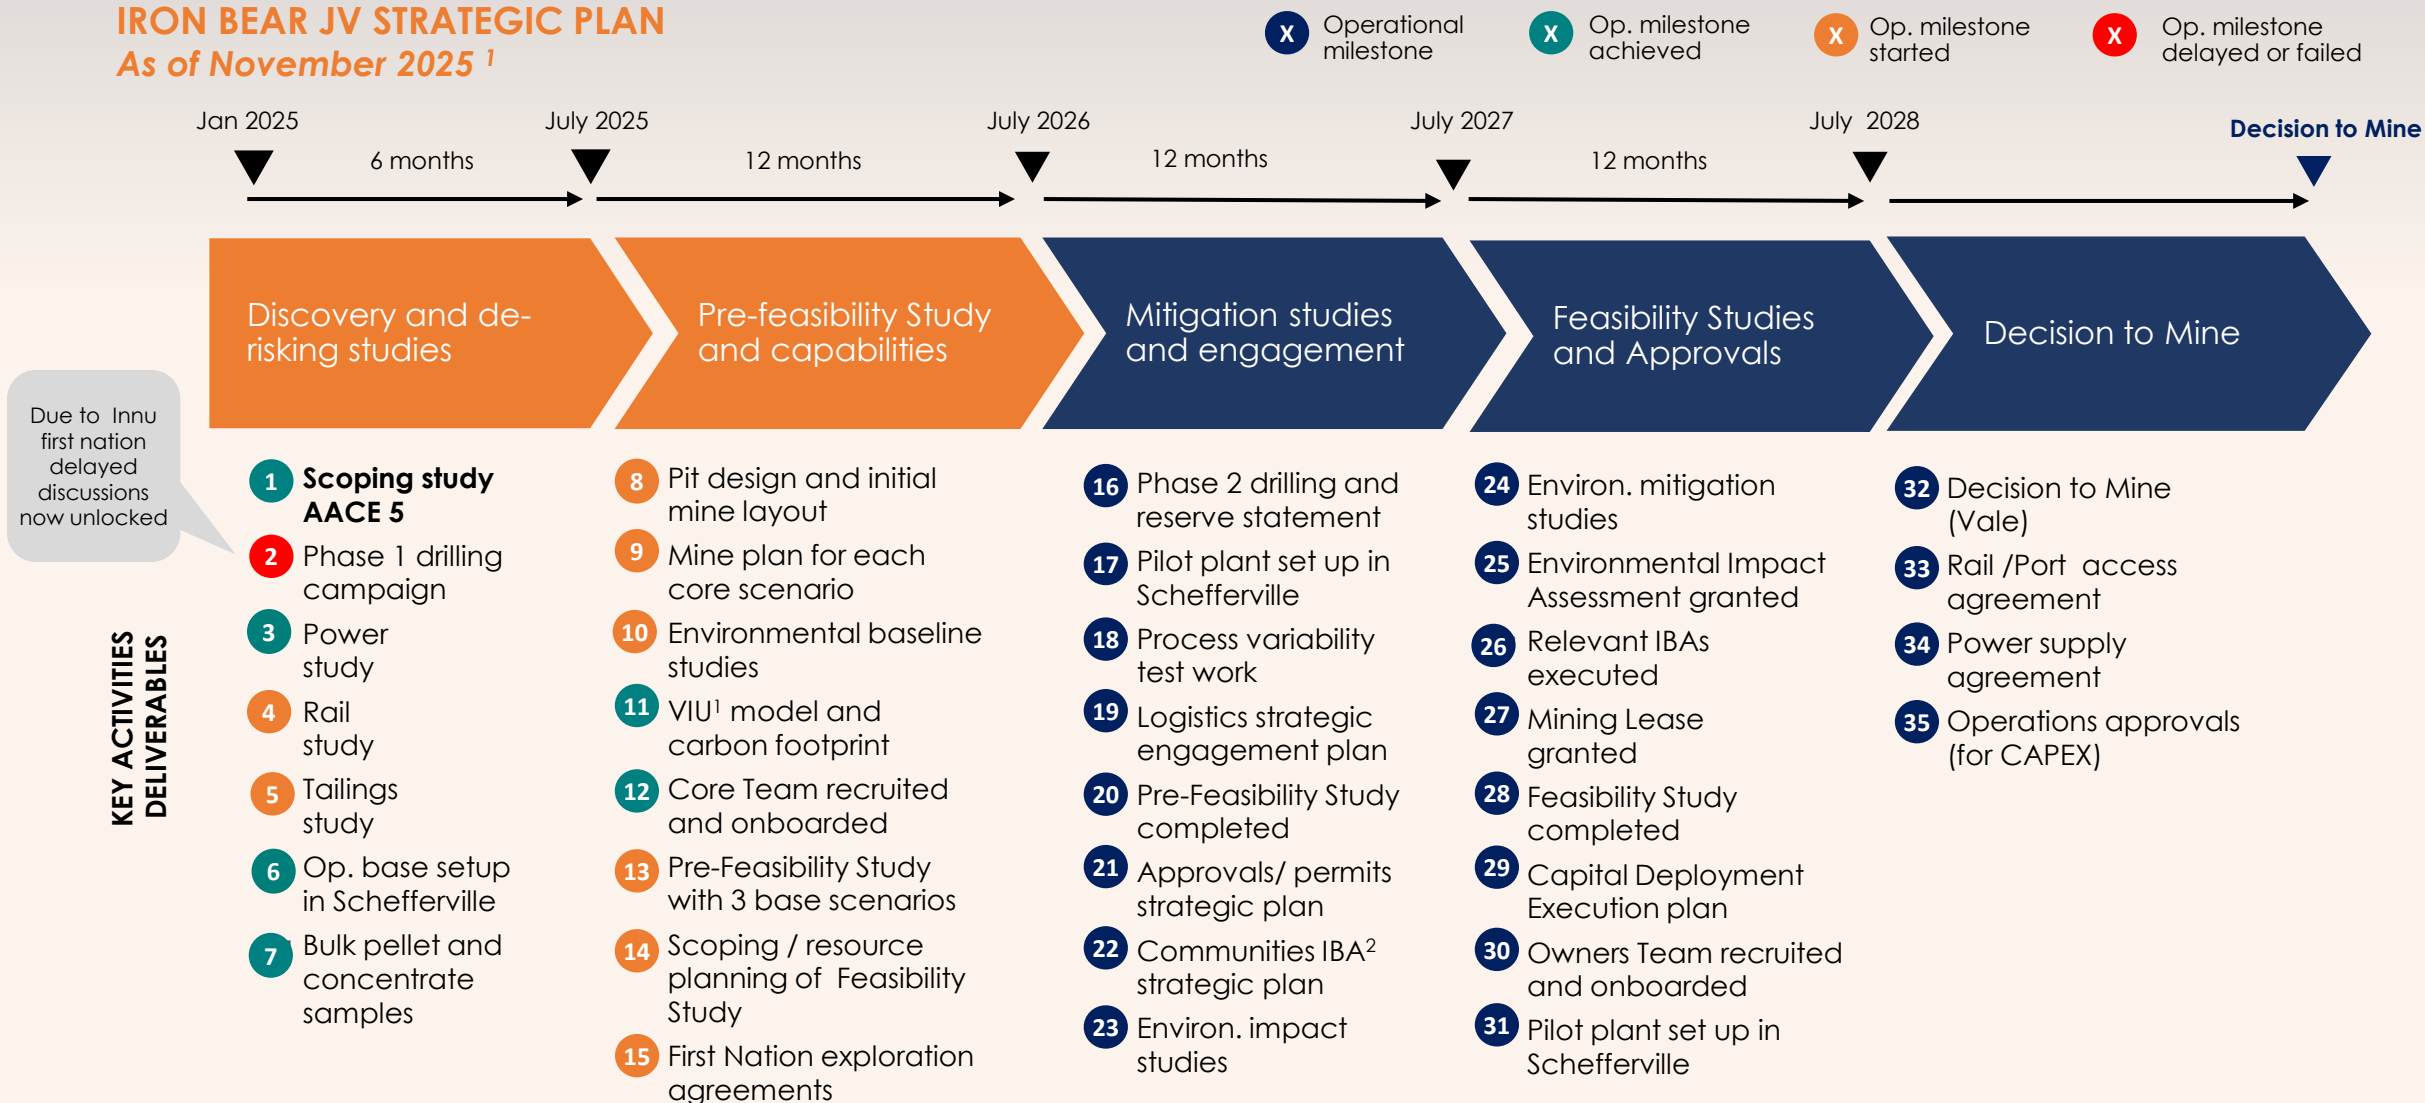 IRON BEAR JV STRATEGIC PLAN
As of November 2025 1
X Operational
milestone
X Op. milestone
achieved
X Op. milestone
started
X Op. milestone
delayed or failed
Jan 2025
July 2025
July 2026
July 2027
July 2028
Decision to Mine
6 months
12 months
12 months
12 months
Discovery and de-
risking studies
Pre-feasibility Study
and capabilities
Mitigation studies
and engagement
Feasibility Studies
and Approvals
Decision to Mine
Due to Innu
first nation
delayed
discussions
now unlocked
KEY ACTIVITIES
DELIVERABLES
1 Scoping study
AACE 5
2 Phase 1 drilling
campaign
3 Power
study
4 Rail
study
5 Tailings
study
6 Op. base setup
in Schefferville
7 Bulk pellet and
concentrate
samples
8 Pit design and initial
mine layout
9 Mine plan for each
core scenario
10 Environmental baseline
studies
11 VIU1 model and
carbon footprint
12 Core Team recruited
and onboarded
13 Pre-Feasibility Study
with 3 base scenarios
14 Scoping / resource
planning of Feasibility
Study
15 First Nation exploration
agreements
16 Phase 2 drilling and
reserve statement
17 Pilot plant set up in
Schefferville
18 Process variability
test work
19 Logistics strategic
engagement plan
20 Pre-Feasibility Study
completed
21 Approvals/ permits
strategic plan
22 Communities IBA2
strategic plan
23 Environ. impact
studies
24 Environ. mitigation
studies
25 Environmental Impact
Assessment granted
26 Relevant IBAs
executed
27 Mining Lease
granted
28 Feasibility Study
completed
29 Capital Deployment
Execution plan
30 Owners Team recruited
and onboarded
31 Pilot plant set up in
Schefferville
32 Decision to Mine
(Vale)
33 Rail /Port access
agreement
34 Power supply
agreement
35 Operations approvals
(for CAPEX)